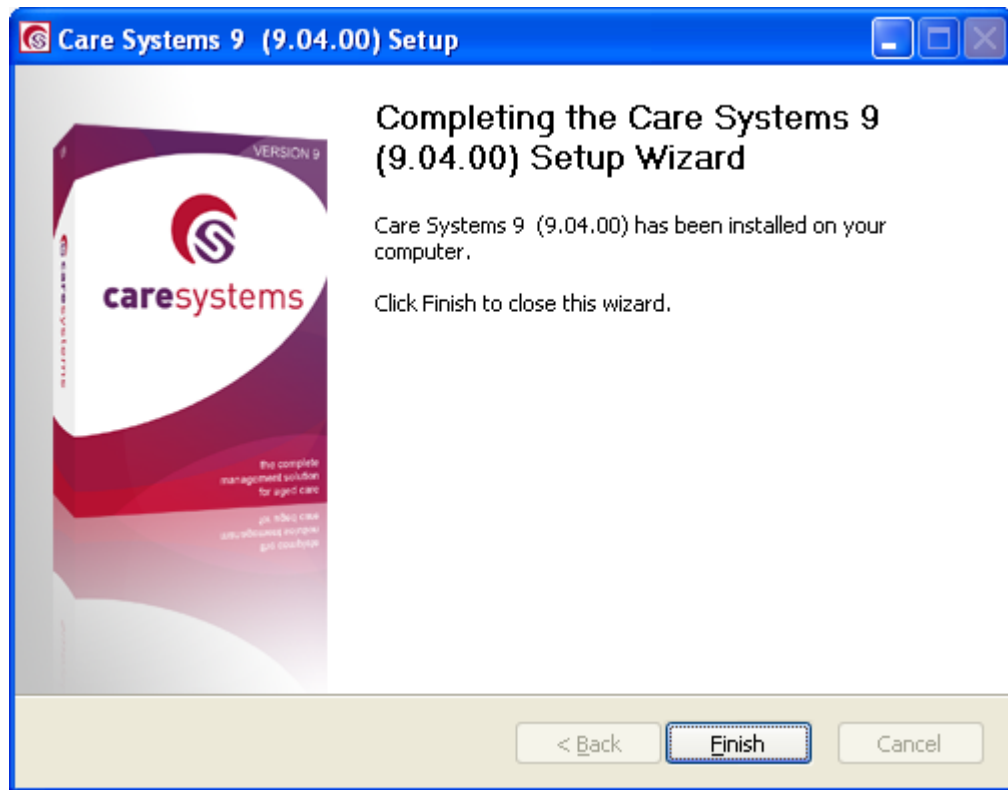 Care Systems 9 (9.04.00) Setup
Completing the Care Systems 9
(9.04.00) Setup Wizard
Care Systems 9 (9.04.00) has been installed on your
computer.
Click Finish to close this wizard.
VERSION 9
caresystems
caresystems
the complete
management solution
for aged care
< Back
Finish
Cancel